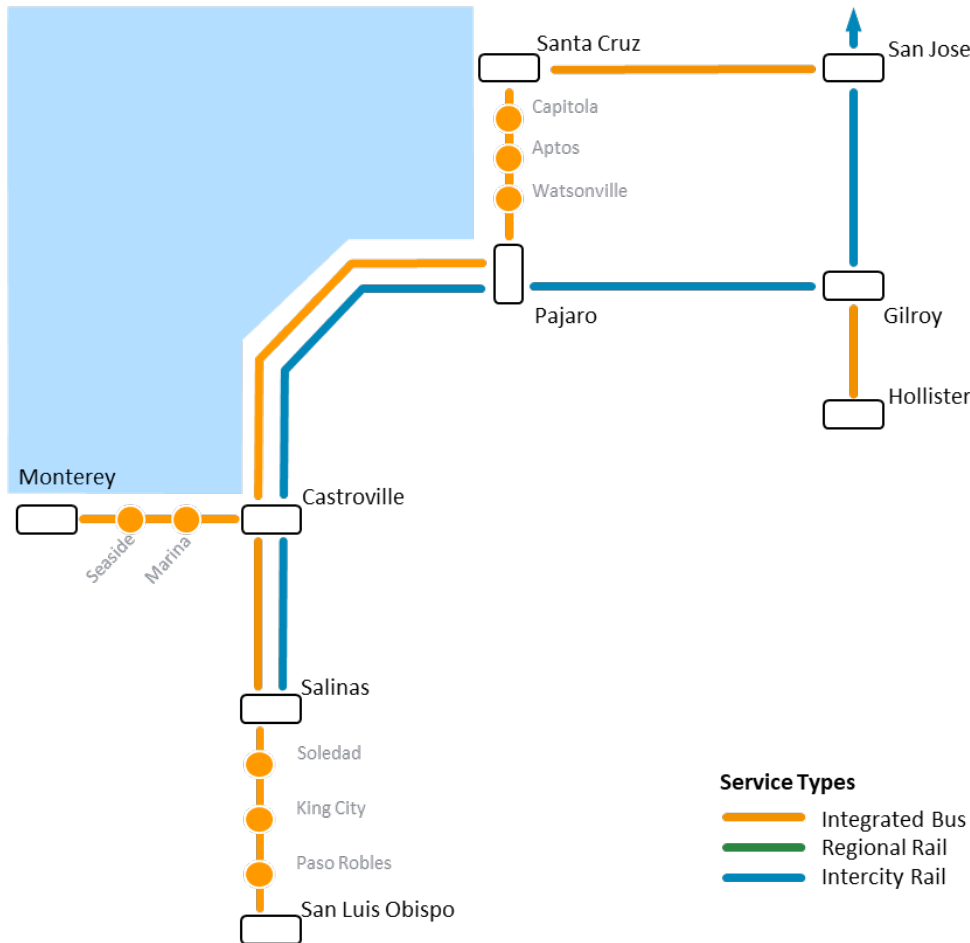 Santa Cruz
San Jose
Capitola
Aptos
Watsonville
Pajaro
Gilroy
Hollister
Monterey
Castroville
Seaside
Marina
Salinas
Soledad
King City
Paso Robles
San Luis Obispo
Service Types
Integrated Bus
Regional Rail
Intercity Rail